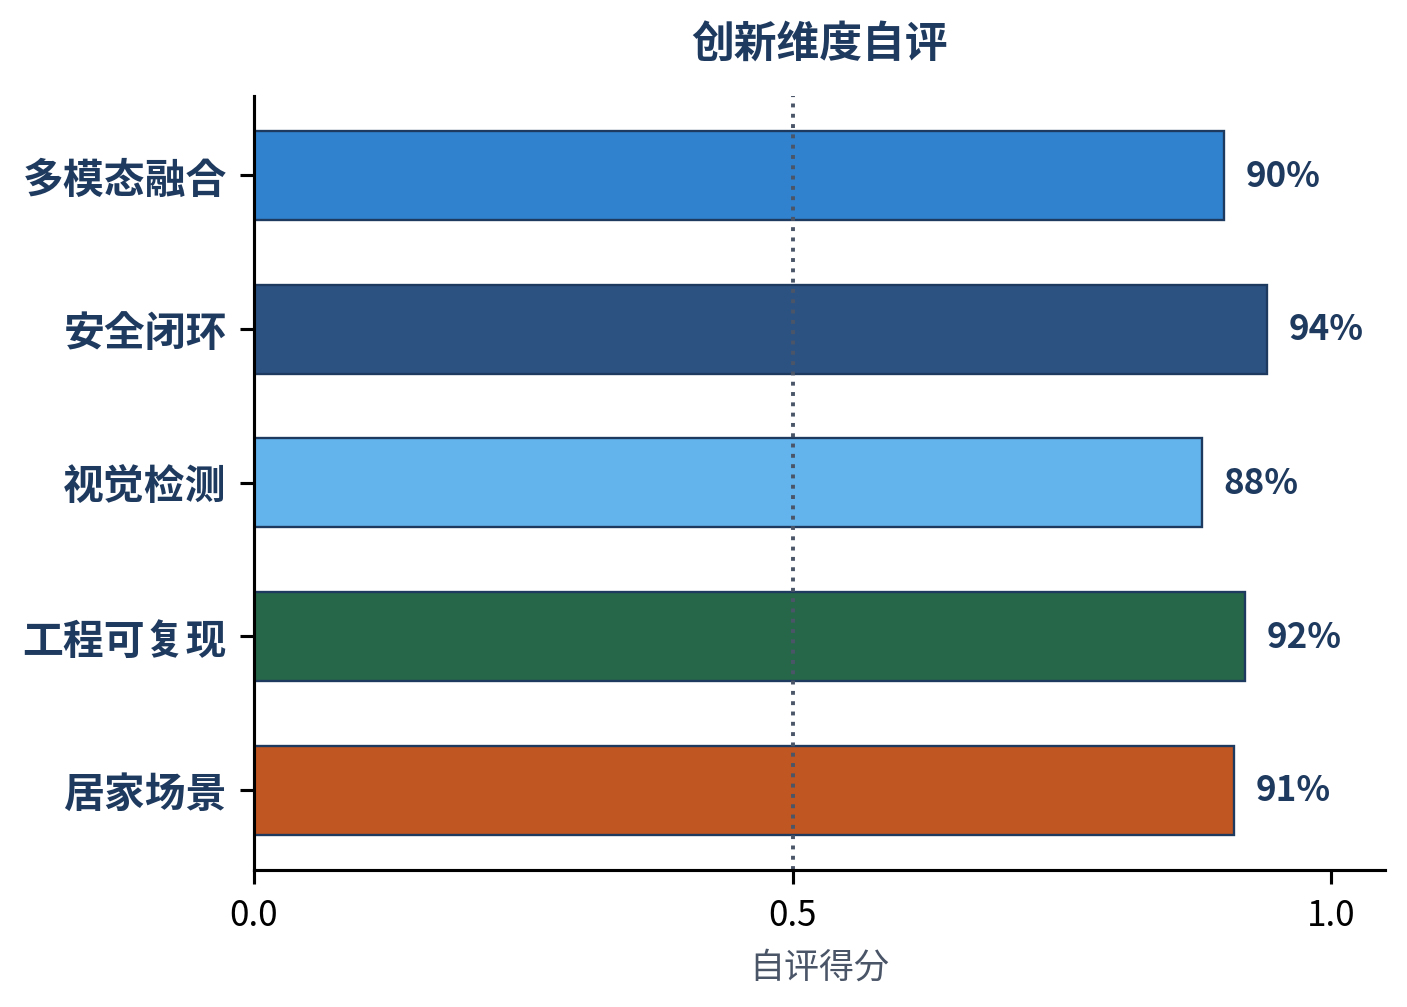 创新维度自评
多模态融合
90%
安全闭环
94%
视觉检测
88%
工程可复现
92%
居家场景
91%
0.0
0.5
1.0
自评得分